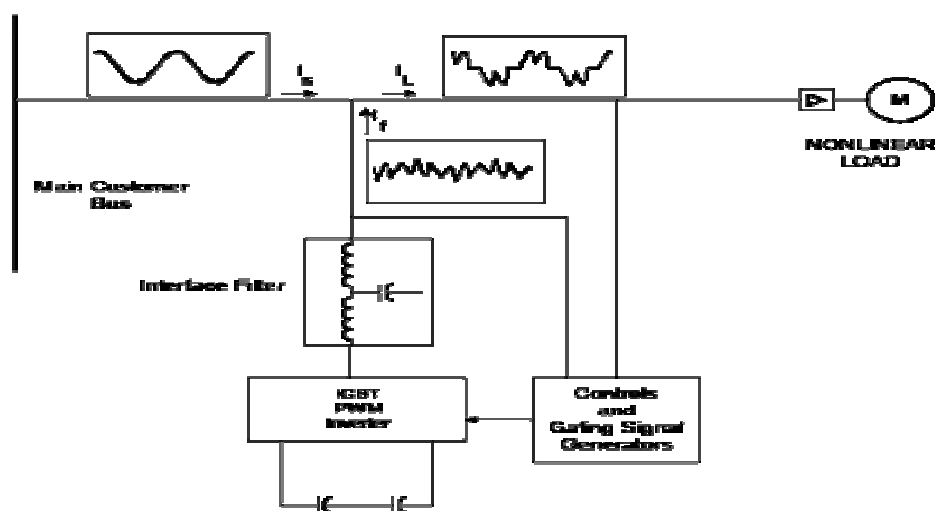 I S
I L
M
I f
NONLINEAR
LOAD
Main Customer
Bus
Interface Filter
IGBT
PWM
Inverter
Controls
and
Gating Signal
Generators